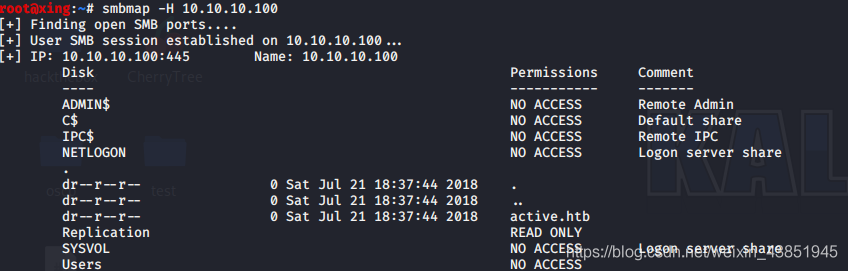 root@xing:~# smbmap -H 10.10.10.100
[+] Finding open SMB ports....
[+] User SMB session established on 10.10.10.100...
[+] IP: 10.10.10.100:445 Name: 10.10.10.100
Disk Permissions Comment
---- ----------- -------
ADMIN$ NO ACCESS Remote Admin
C$ NO ACCESS Default share
IPC$ NO ACCESS Remote IPC
NETLOGON NO ACCESS Logon server share
.
dr--r--r-- 0 Sat Jul 21 18:37:44 2018 .
dr--r--r-- 0 Sat Jul 21 18:37:44 2018 ..
dr--r--r-- 0 Sat Jul 21 18:37:44 2018 active.htb
Replication READ ONLY
SYSVOL NO ACCESS Logon server share
Users NO ACCESS
CherryTree
test
KAL
https://blog.csdn.net/weixin_43851945